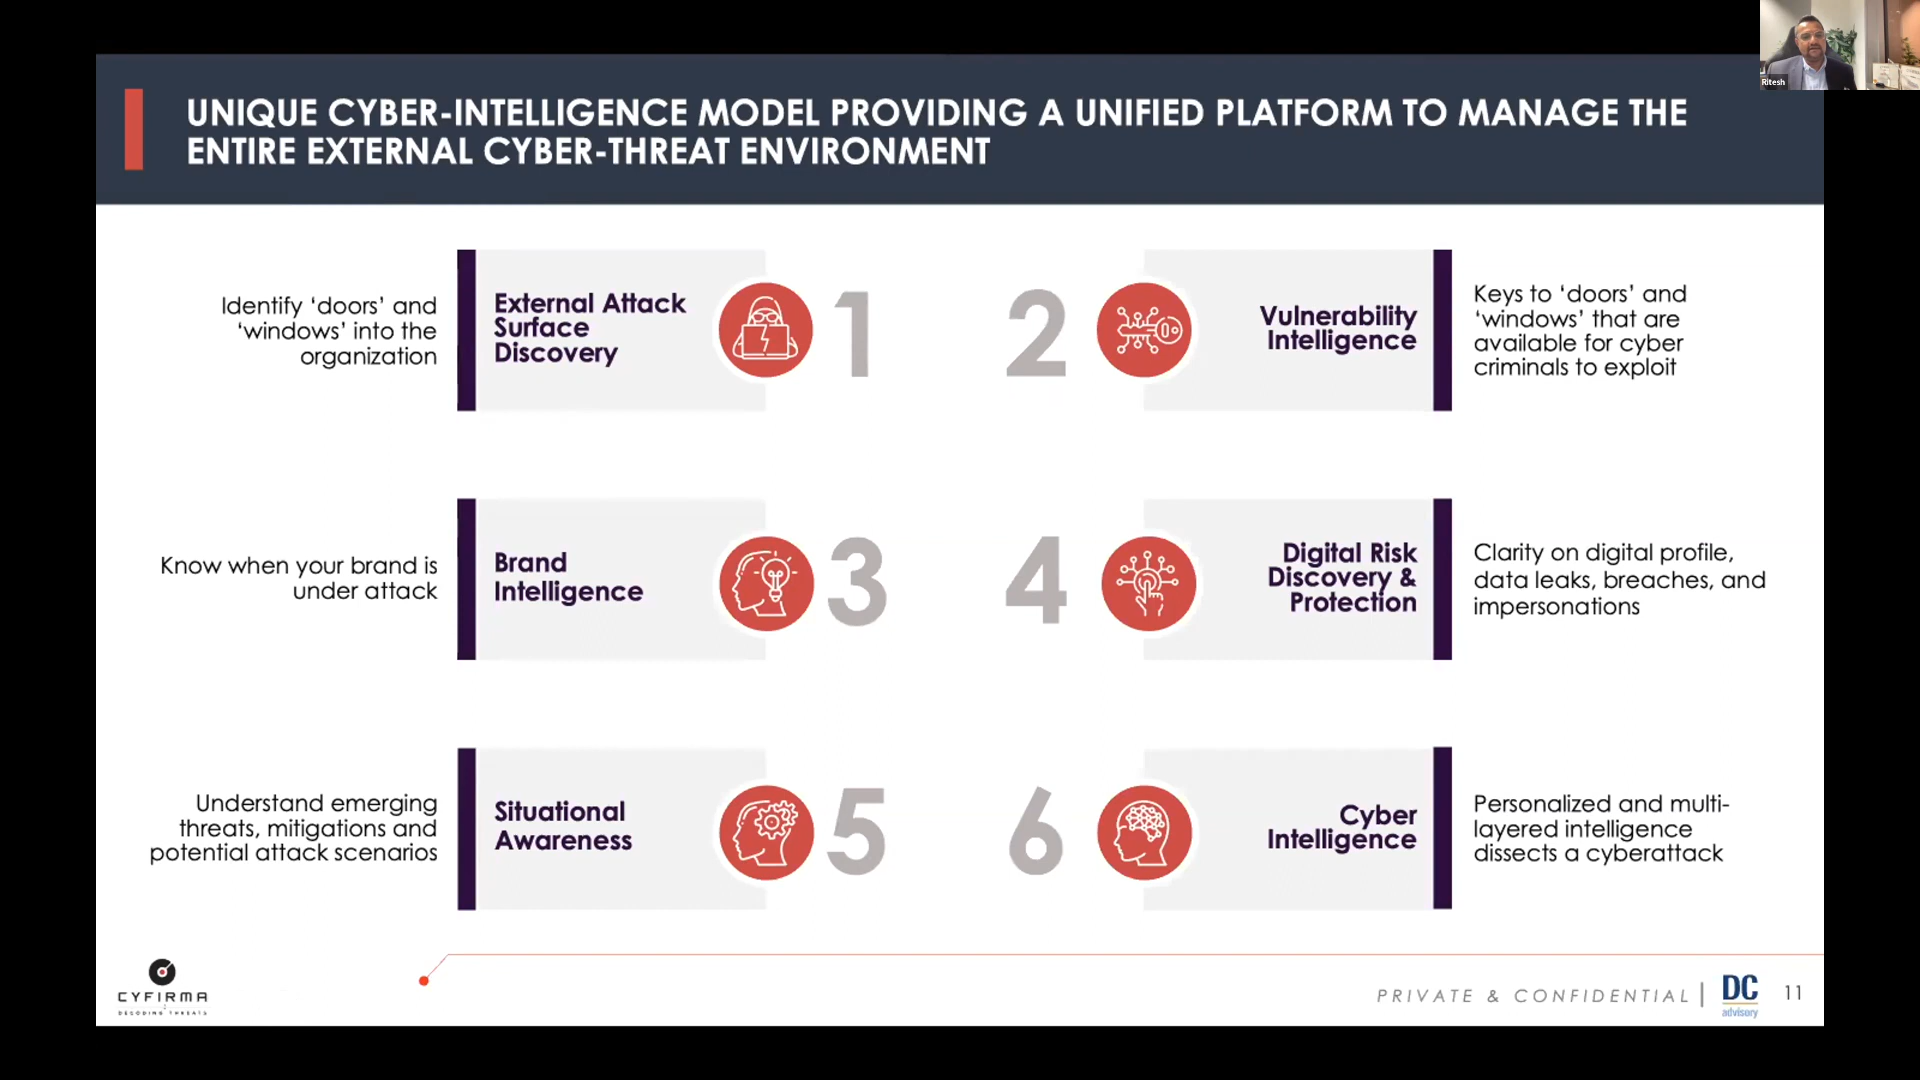 Ritesh
UNIQUE CYBER-INTELLIGENCE MODEL PROVIDING A UNIFIED PLATFORM TO MANAGE THE
ENTIRE EXTERNAL CYBER-THREAT ENVIRONMENT
Identify ‘doors’ and
‘windows’ into the
organization
External Attack
Surface
Discovery
1
2
Vulnerability
Intelligence
Keys to ‘doors’ and
‘windows’ that are
available for cyber
criminals to exploit
Know when your brand is
under attack
Brand
Intelligence
3
4
Digital Risk
Discovery &
Protection
Clarity on digital profile,
data leaks, breaches, and
impersonations
Understand emerging
threats, mitigations and
potential attack scenarios
Situational
Awareness
5
6
Cyber
Intelligence
Personalized and multi-
layered intelligence
dissects a cyberattack
CYFIRMA
DECODING THREATS
PRIVATE & CONFIDENTIAL |
DC
advisory
11